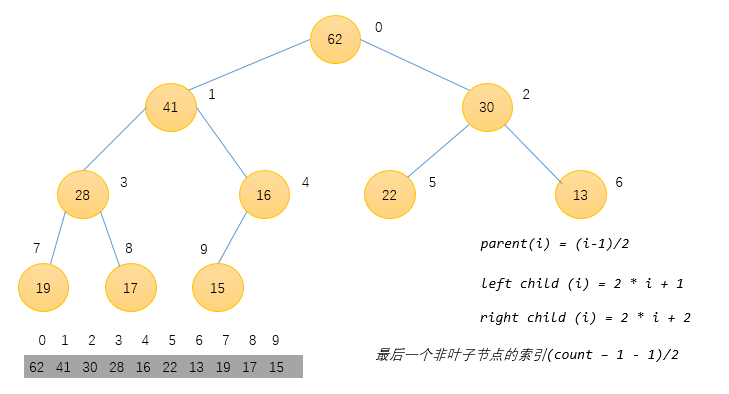 62 0
41 1
30 2
28 3
16 4
22 5
13 6
7 8 9
19 17 15
parent(i) = (i-1)/2
left child (i) = 2 * i + 1
right child (i) = 2 * i + 2
最后一个非叶子节点的索引(count – 1 - 1)/2
0 1 2 3 4 5 6 7 8 9
62 41 30 28 16 22 13 19 17 15